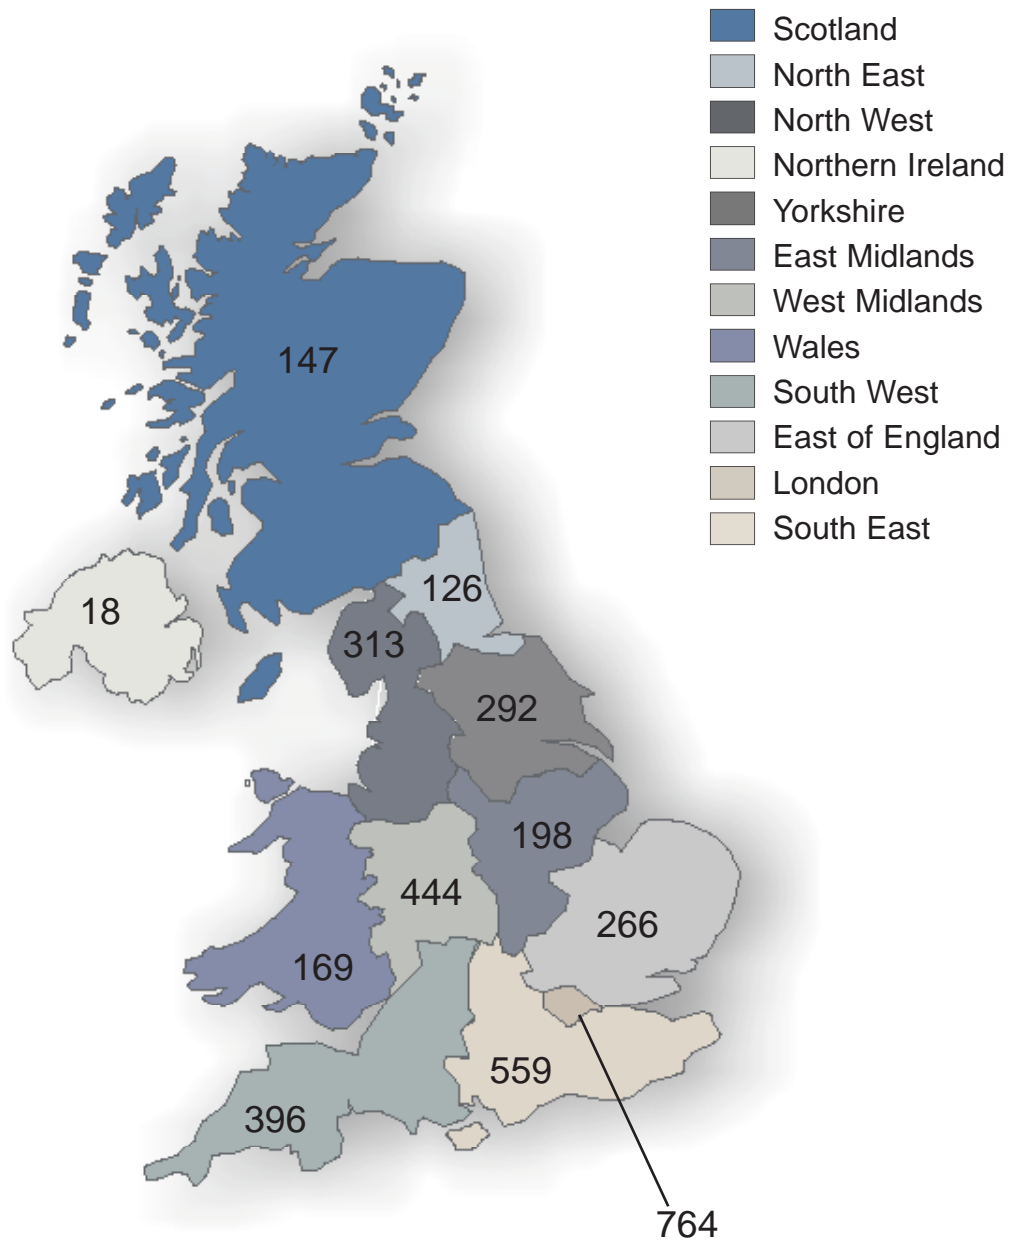 Scotland
North East
North West
Northern Ireland
Yorkshire
East Midlands
West Midlands
Wales
South West
East of England
London
South East
147
126
18
313
292
198
444
266
169
559
396
764